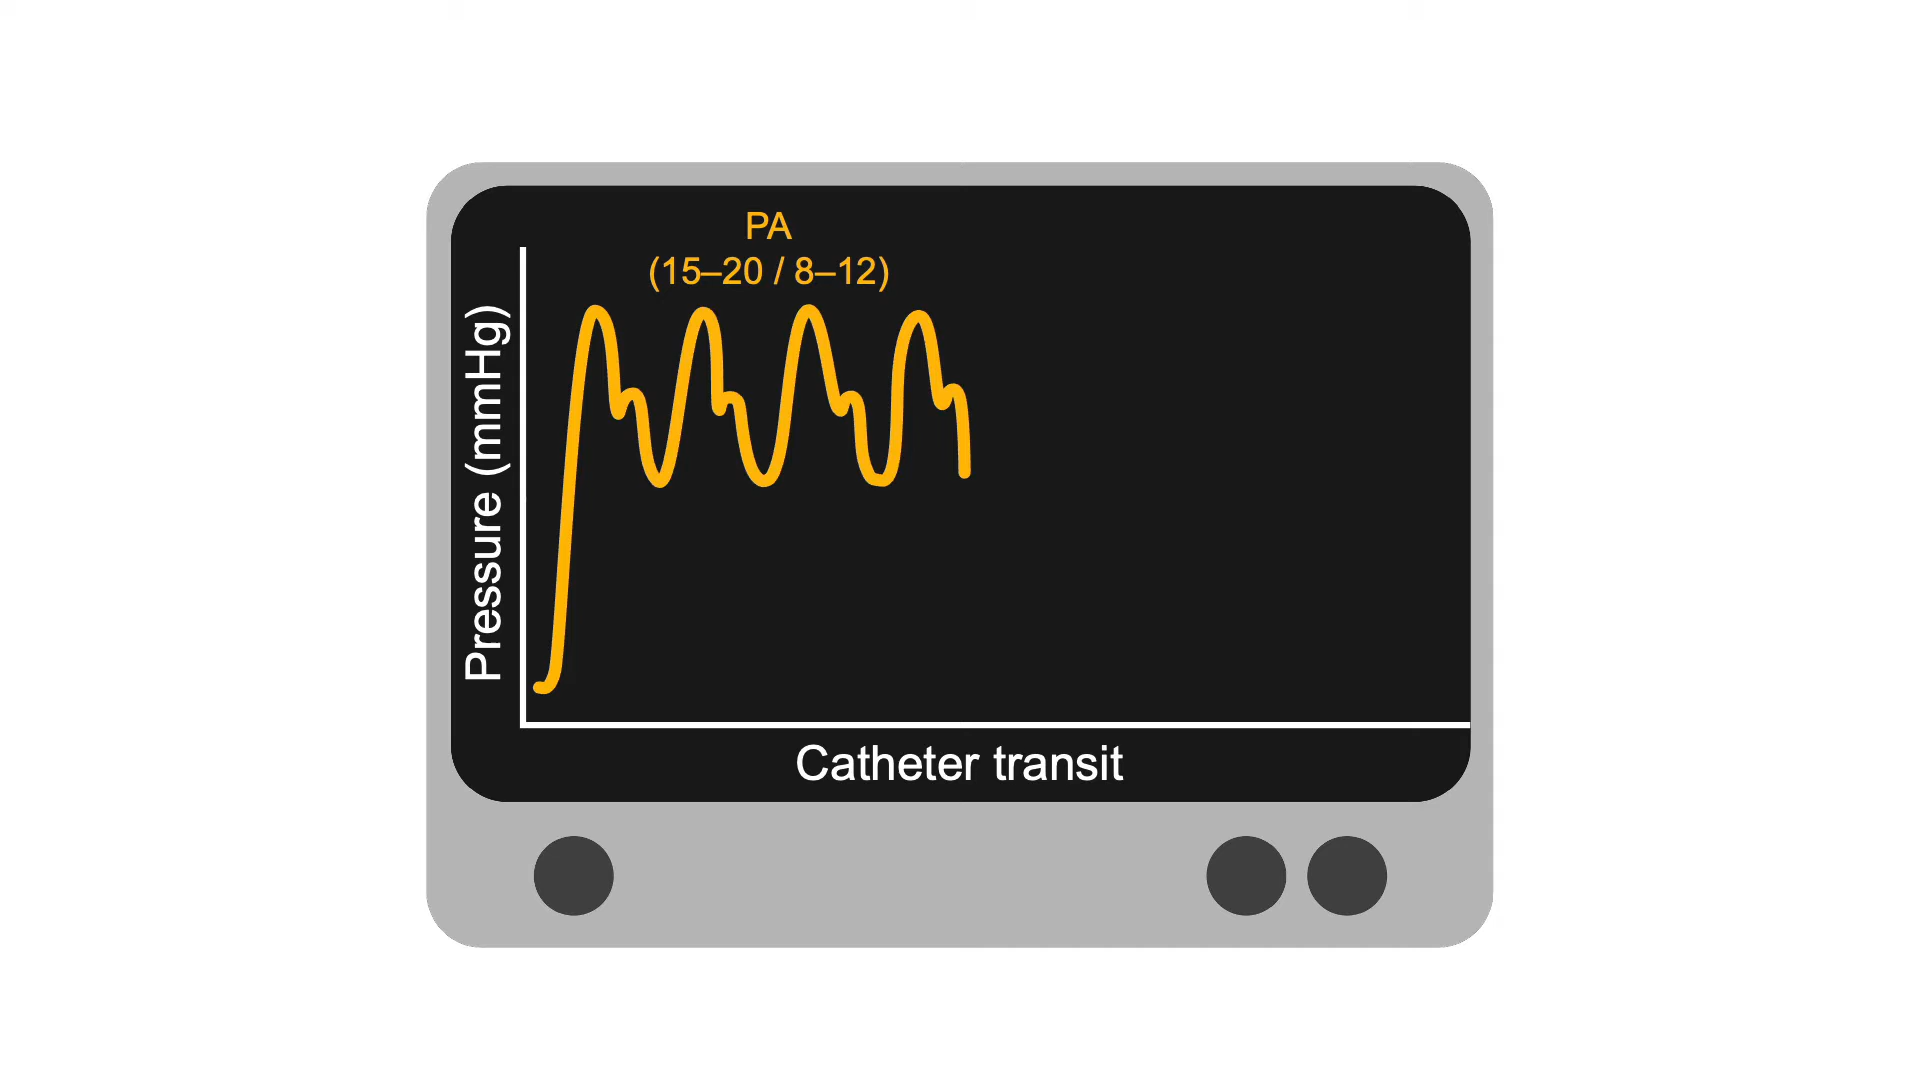 PA
(15–20 / 8–12)
Pressure (mmHg)
Catheter transit